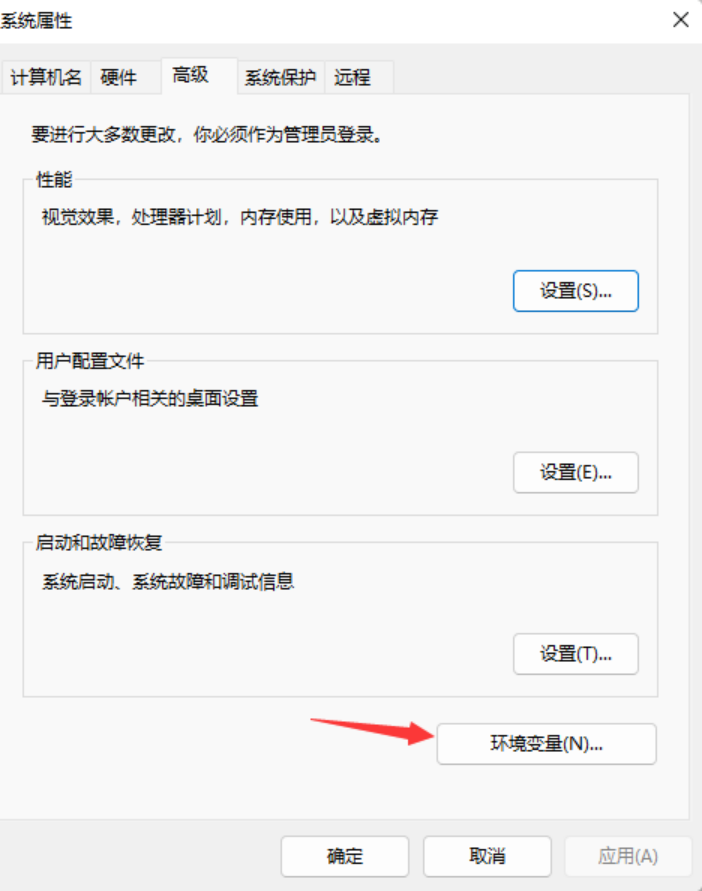 系统属性
计算机名 硬件 高级 系统保护 远程
要进行大多数更改，你必须作为管理员登录。
性能
视觉效果，处理器计划，内存使用，以及虚拟内存
设置(S)...
用户配置文件
与登录帐户相关的桌面设置
设置(E)...
启动和故障恢复
系统启动、系统故障和调试信息
设置(T)...
环境变量(N)...
确定 取消 应用(A)